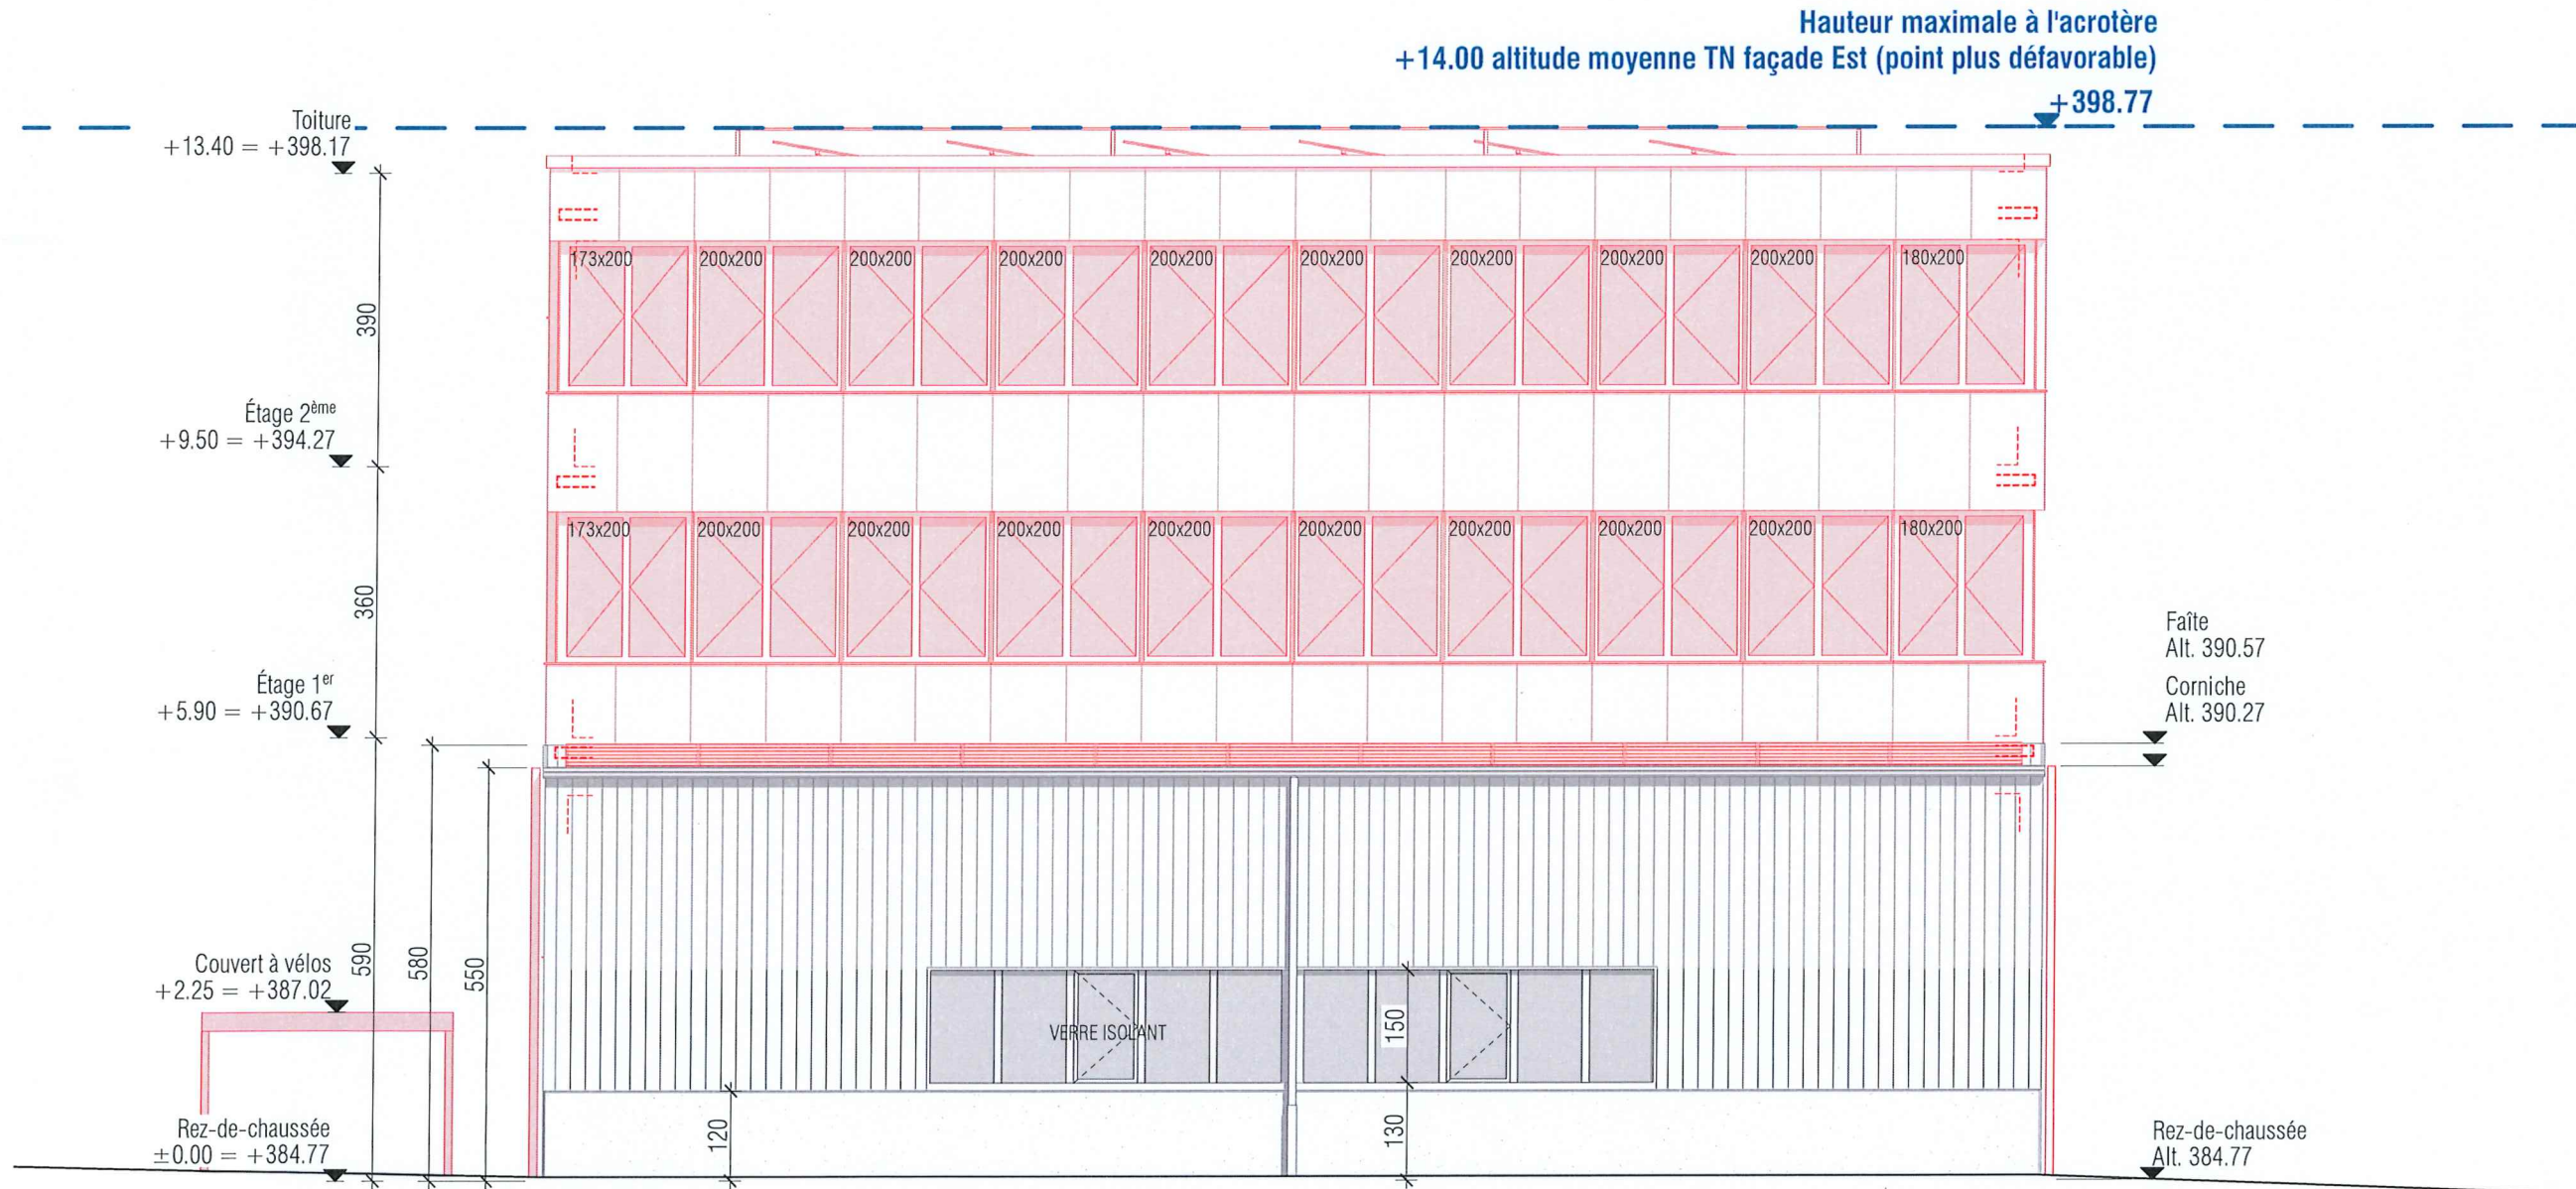 Hauteur maximale à l'acrotère
+14.00 altitude moyenne TN façade Est (point plus défavorable)
+398.77
Toiture
+13.40 = +398.17
173x200 200x200 200x200 200x200 200x200 200x200 200x200 200x200 200x200 180x200
390
Étage 2ème
+9.50 = +394.27
173x200 200x200 200x200 200x200 200x200 200x200 200x200 200x200 200x200 180x200
360
Faîte
Alt. 390.57
Corniche
Alt. 390.27
Étage 1er
+5.90 = +390.67
590
580
550
Couvert à vélos
+2.25 = +387.02
VERRE ISOLANT
150
120
130
Rez-de-chaussée
±0.00 = +384.77
Rez-de-chaussée
Alt. 384.77